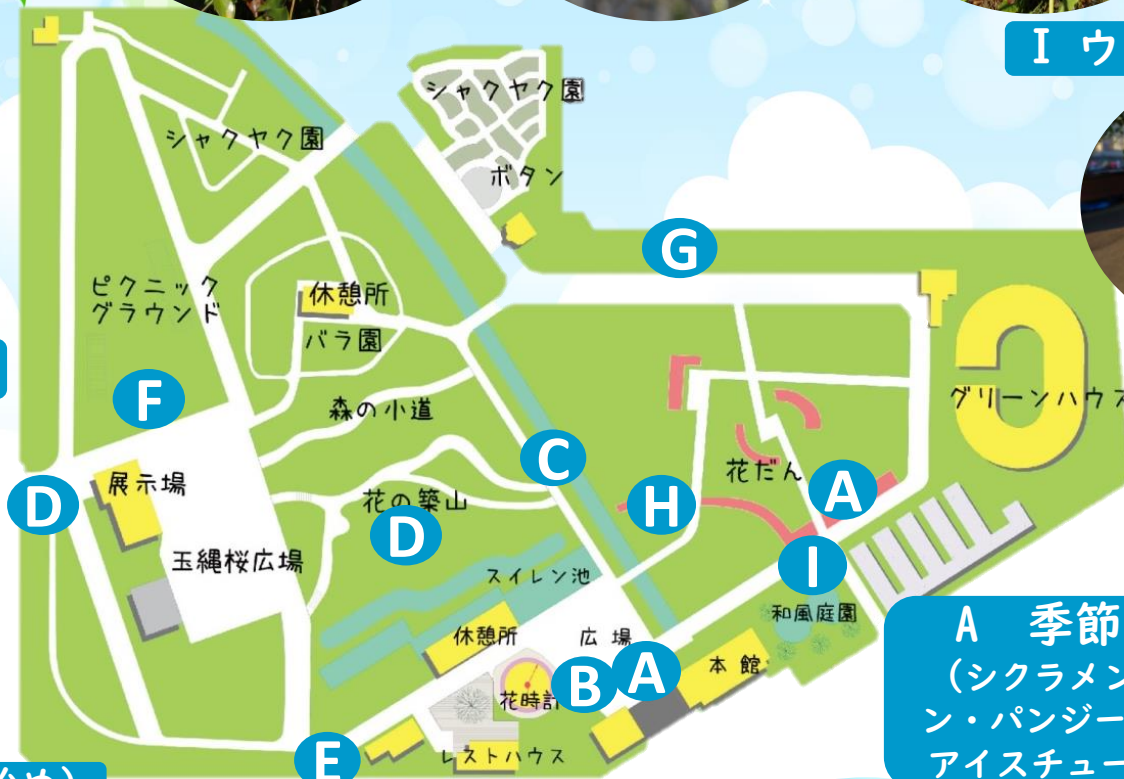 I ウ
シャクヤク園
シャクヤク園
ボタン
G
ピクニック
グラウンド
休憩所
バラ園
グリーンハウス
F
森の小道
C
花だん
A
H
D
展示場
花の築山
D
I
玉縄桜広場
スイレン池
和風庭園
休憩所
広場
本館
B
A
花時計
E
レストハウス
A 季節
(シクラメン
ン・パンジー
アイスチュー